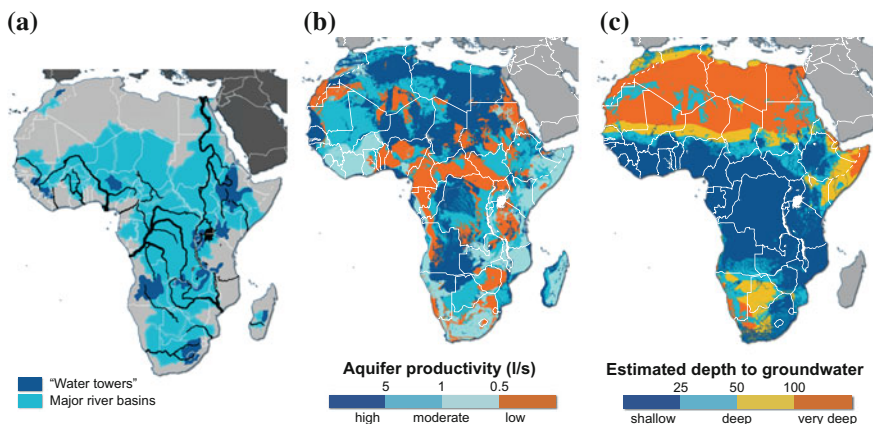 (a)
(b)
(c)
"Water towers"
Major river basins
Aquifer productivity (l/s)
5 1 0.5
high moderate low
Estimated depth to groundwater
25 50 100
shallow deep very deep